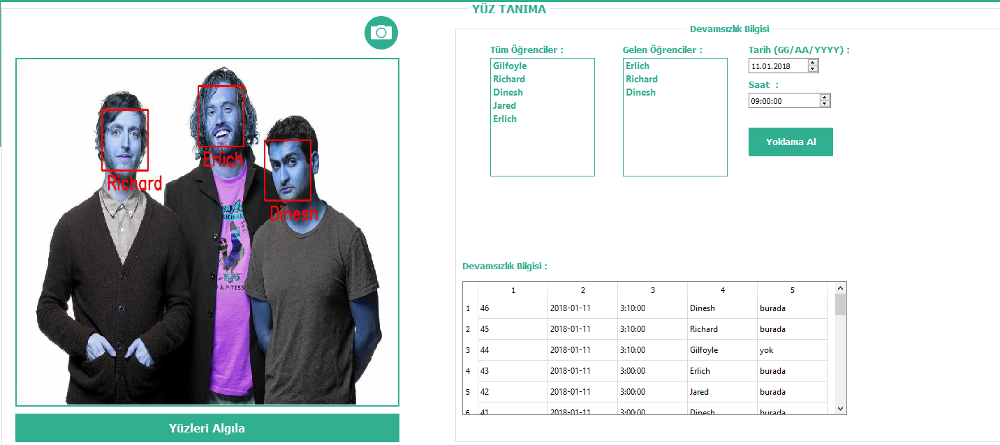 YÜZ TANIMA
Richard
Erlich
Dinesh
Yüzleri Algıla
Devamsızlık Bilgisi
Tüm Öğrenciler :
Gilfoyle
Richard
Dinesh
Jared
Erlich
Gelen Öğrenciler :
Erlich
Richard
Dinesh
Tarih (GG/AA/YYYY) :
11.01.2018
Saat :
09:00:00
Yoklama Al
Devamsızlık Bilgisi :
1 2 3 4 5
1 46 2018-01-11 3:10:00 Dinesh burada
2 45 2018-01-11 3:10:00 Richard burada
3 44 2018-01-11 3:10:00 Gilfoyle yok
4 43 2018-01-11 3:00:00 Erlich burada
5 42 2018-01-11 3:00:00 Jared burada
6 41 2018-01-11 3:00:00 Dinesh burada